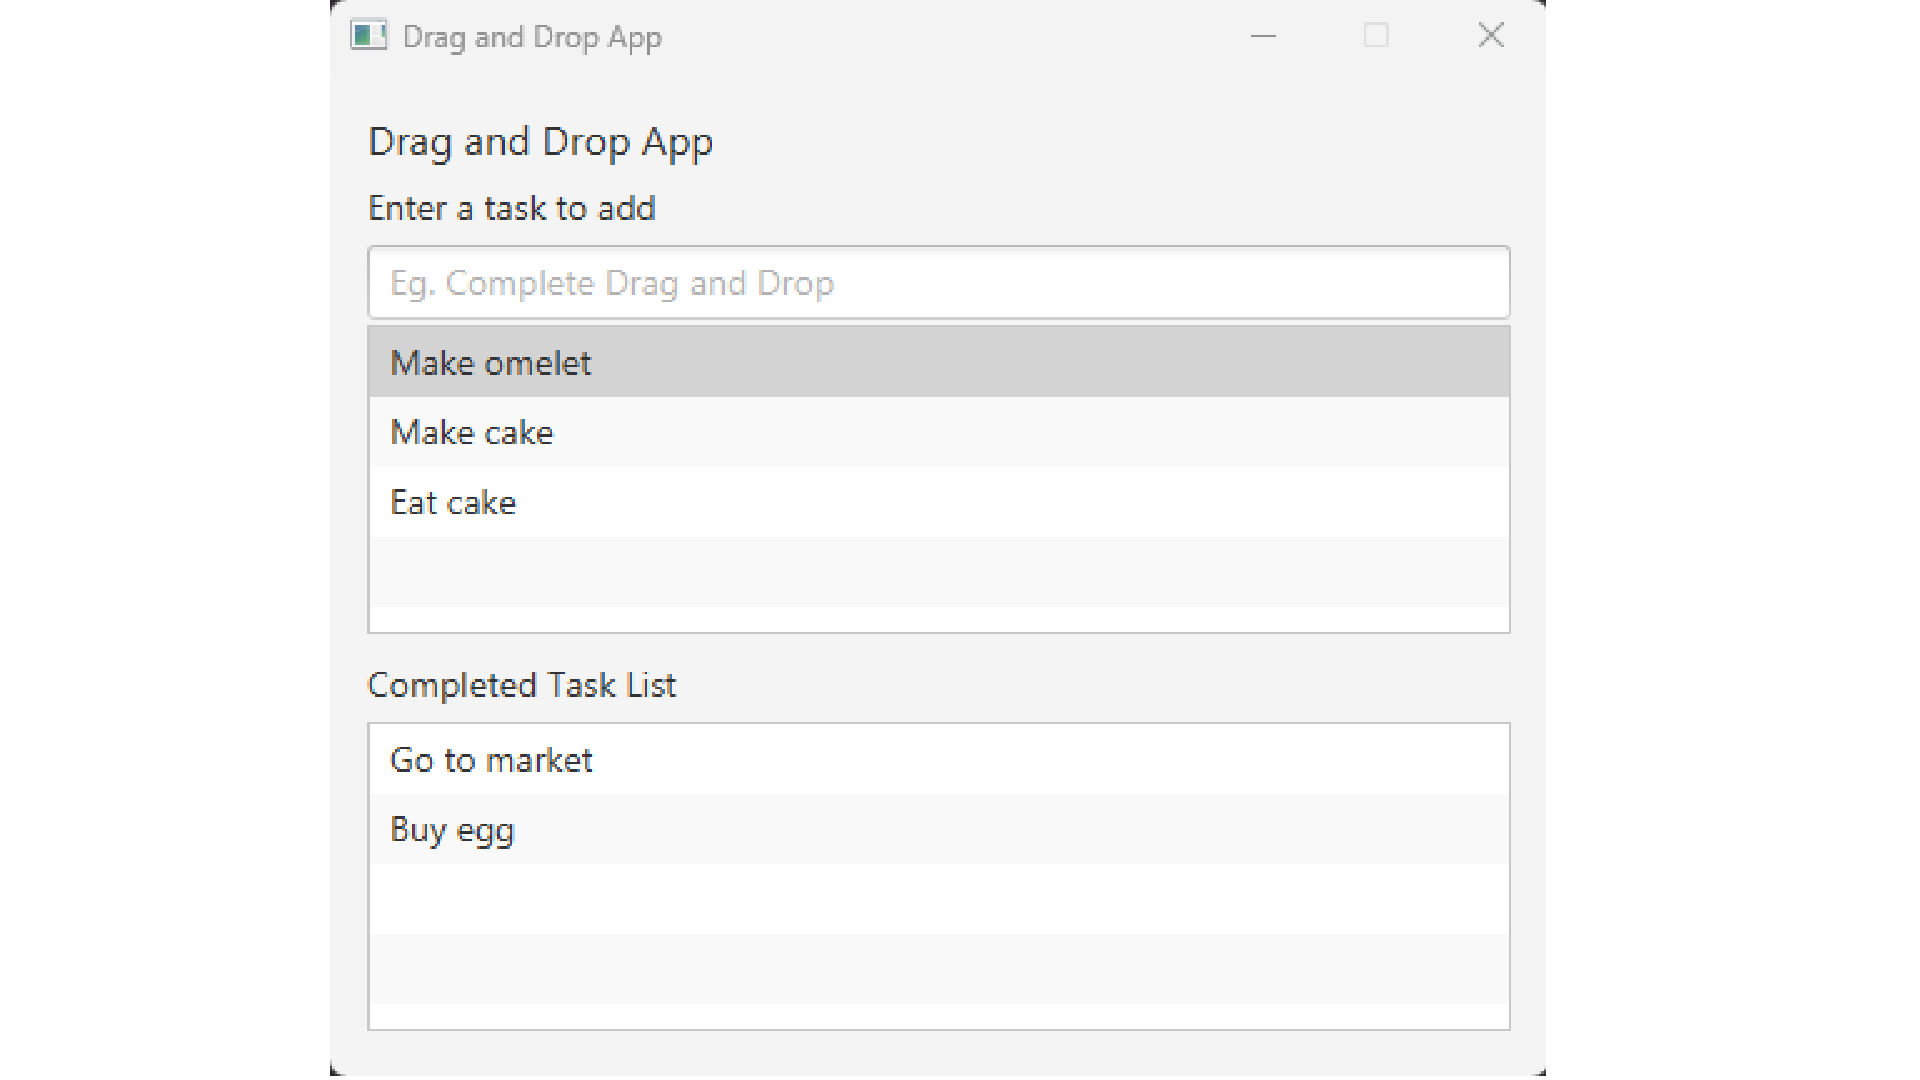 Drag and Drop App
Drag and Drop App
Enter a task to add
Eg. Complete Drag and Drop
Make omelet
Make cake
Eat cake
Completed Task List
Go to market
Buy egg